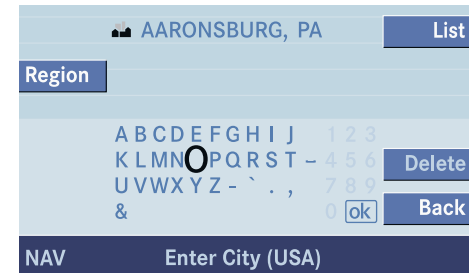 AARONSBURG, PA List
Region
A B C D E F G H I J 1 2 3
K L M N O P Q R S T – 4 5 6 Delete
U V W X Y Z - ` . , 7 8 9
& 0 ok Back
NAV Enter City (USA)